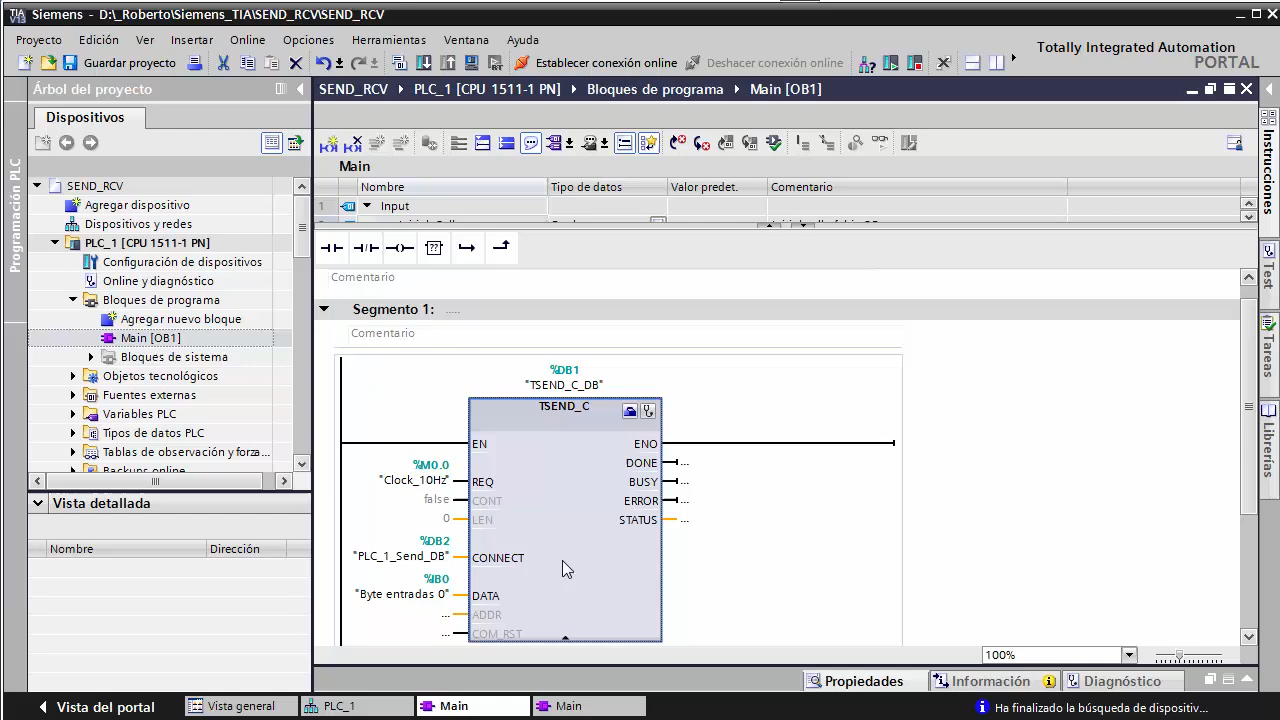 TIA V13 Siemens - D:\_Roberto\Siemens_TIA\SEND_RCV\SEND_RCV
Proyecto Edición Ver Insertar Online Opciones Herramientas Ventana Ayuda
Totally Integrated Automation
PORTAL
Guardar proyecto Establecer conexión online Deshacer conexión online
Árbol del proyecto
SEND_RCV PLC_1 [CPU 1511-1 PN] Bloques de programa Main [OB1]
Dispositivos
Programación PLC
SEND_RCV
Agregar dispositivo
Dispositivos y redes
PLC_1 [CPU 1511-1 PN]
Configuración de dispositivos
Online y diagnóstico
Bloques de programa
Agregar nuevo bloque
Main [OB1]
Bloques de sistema
Objetos tecnológicos
Fuentes externas
Variables PLC
Tipos de datos PLC
Tablas de observación y forza...
Backups online
Vista detallada
Nombre Dirección
Main
Nombre Tipo de datos Valor predet. Comentario
1 Input
??
Comentario
Segmento 1: .....
Comentario
%DB1
"TSEND_C_DB"
TSEND_C
EN ENO
DONE ...
%M0.0
"Clock_10Hz" REQ BUSY ...
false CONT ERROR ...
0 LEN STATUS ...
%DB2
"PLC_1_Send_DB" CONNECT
%IB0
"Byte entradas 0" DATA
... ADDR
... COM_RST
100%
Propiedades Información Diagnóstico
Instrucciones
Test
Tareas
Librerías
Vista del portal Vista general PLC_1 Main Main Ha finalizado la búsqueda de dispositiv...